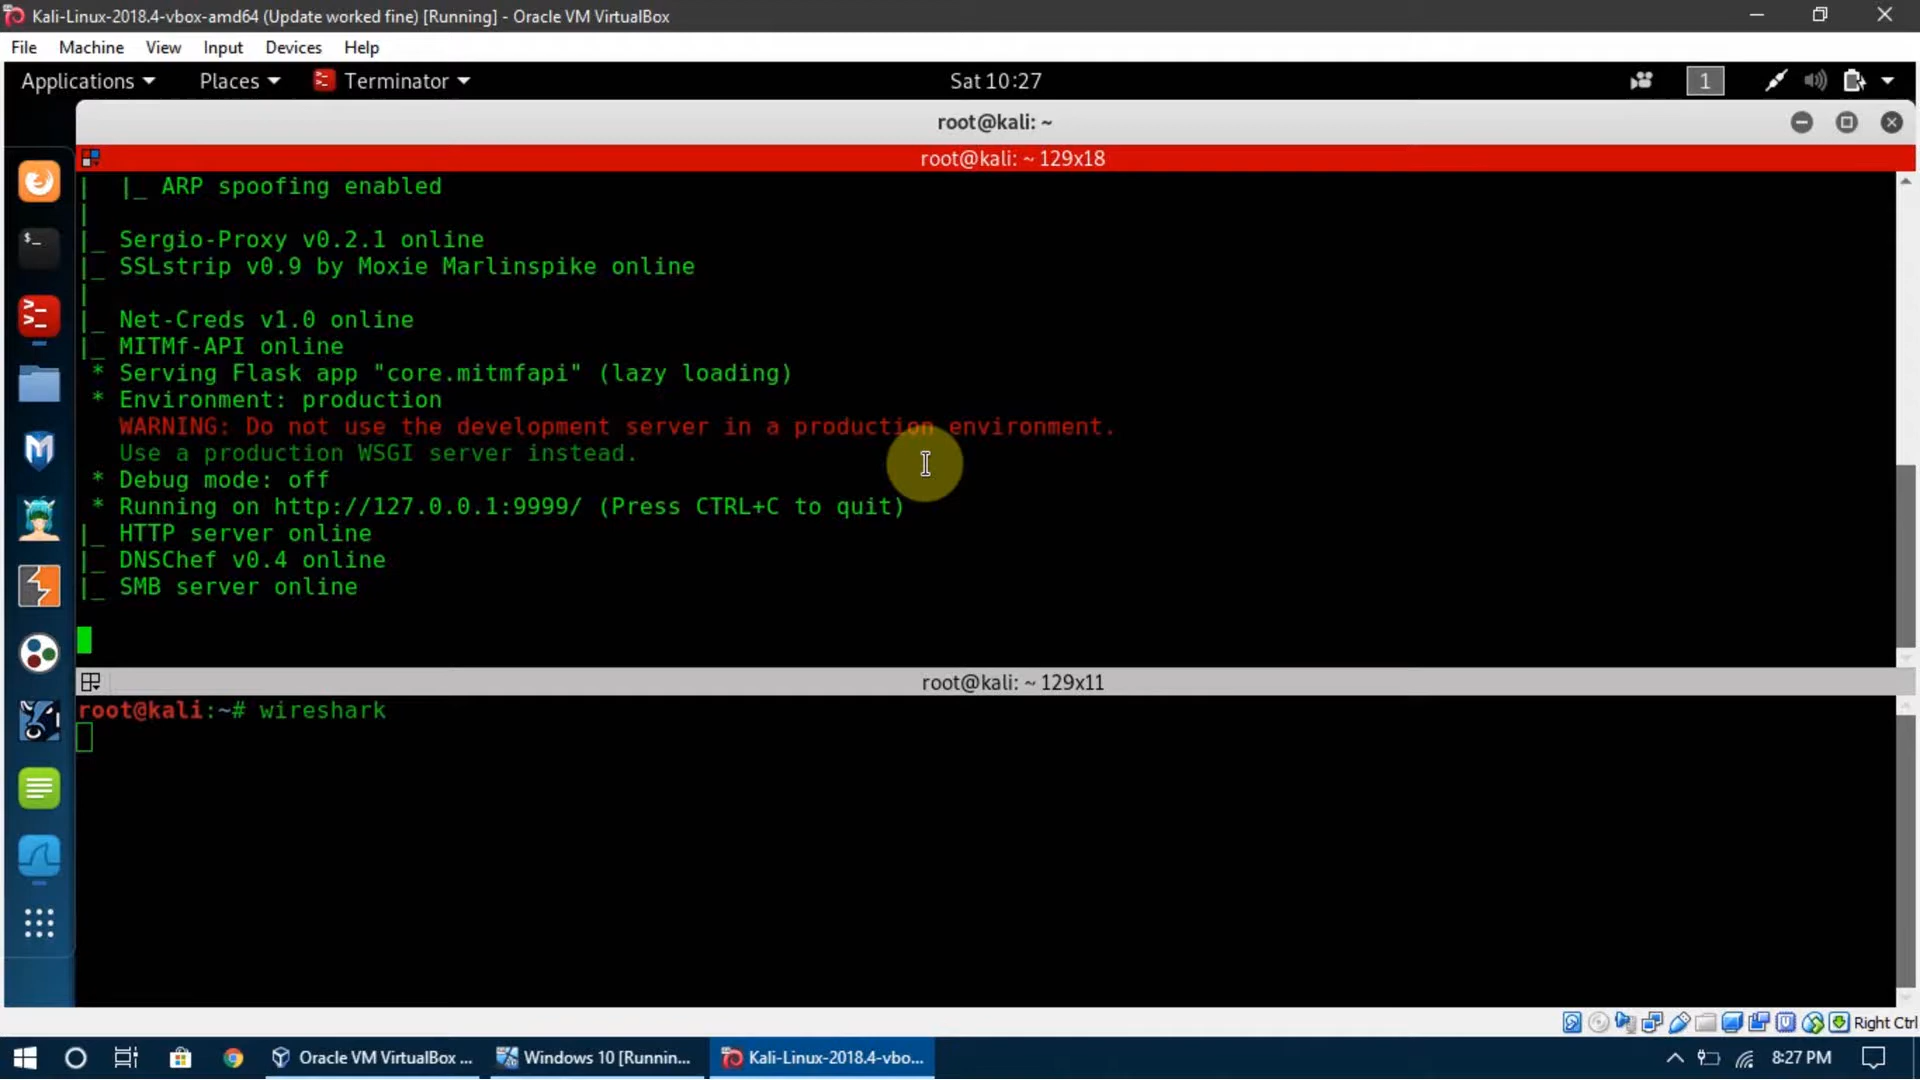 Kali-Linux-2018.4-vbox-amd64 (Update worked fine) [Running] - Oracle VM VirtualBox
File Machine View Input Devices Help
Applications Places Terminator Sat 10:27 1
root@kali: ~
root@kali: ~ 129x18
| |_ ARP spoofing enabled
|
|_ Sergio-Proxy v0.2.1 online
|_ SSLstrip v0.9 by Moxie Marlinspike online
|
|_ Net-Creds v1.0 online
|_ MITMf-API online
* Serving Flask app "core.mitmfapi" (lazy loading)
* Environment: production
WARNING: Do not use the development server in a production environment.
Use a production WSGI server instead.
* Debug mode: off
* Running on http://127.0.0.1:9999/ (Press CTRL+C to quit)
|_ HTTP server online
|_ DNSChef v0.4 online
|_ SMB server online
root@kali: ~ 129x11
root@kali:~# wireshark
Right Ctrl
Oracle VM VirtualBox ... Windows 10 [Runnin... Kali-Linux-2018.4-vbo... 8:27 PM